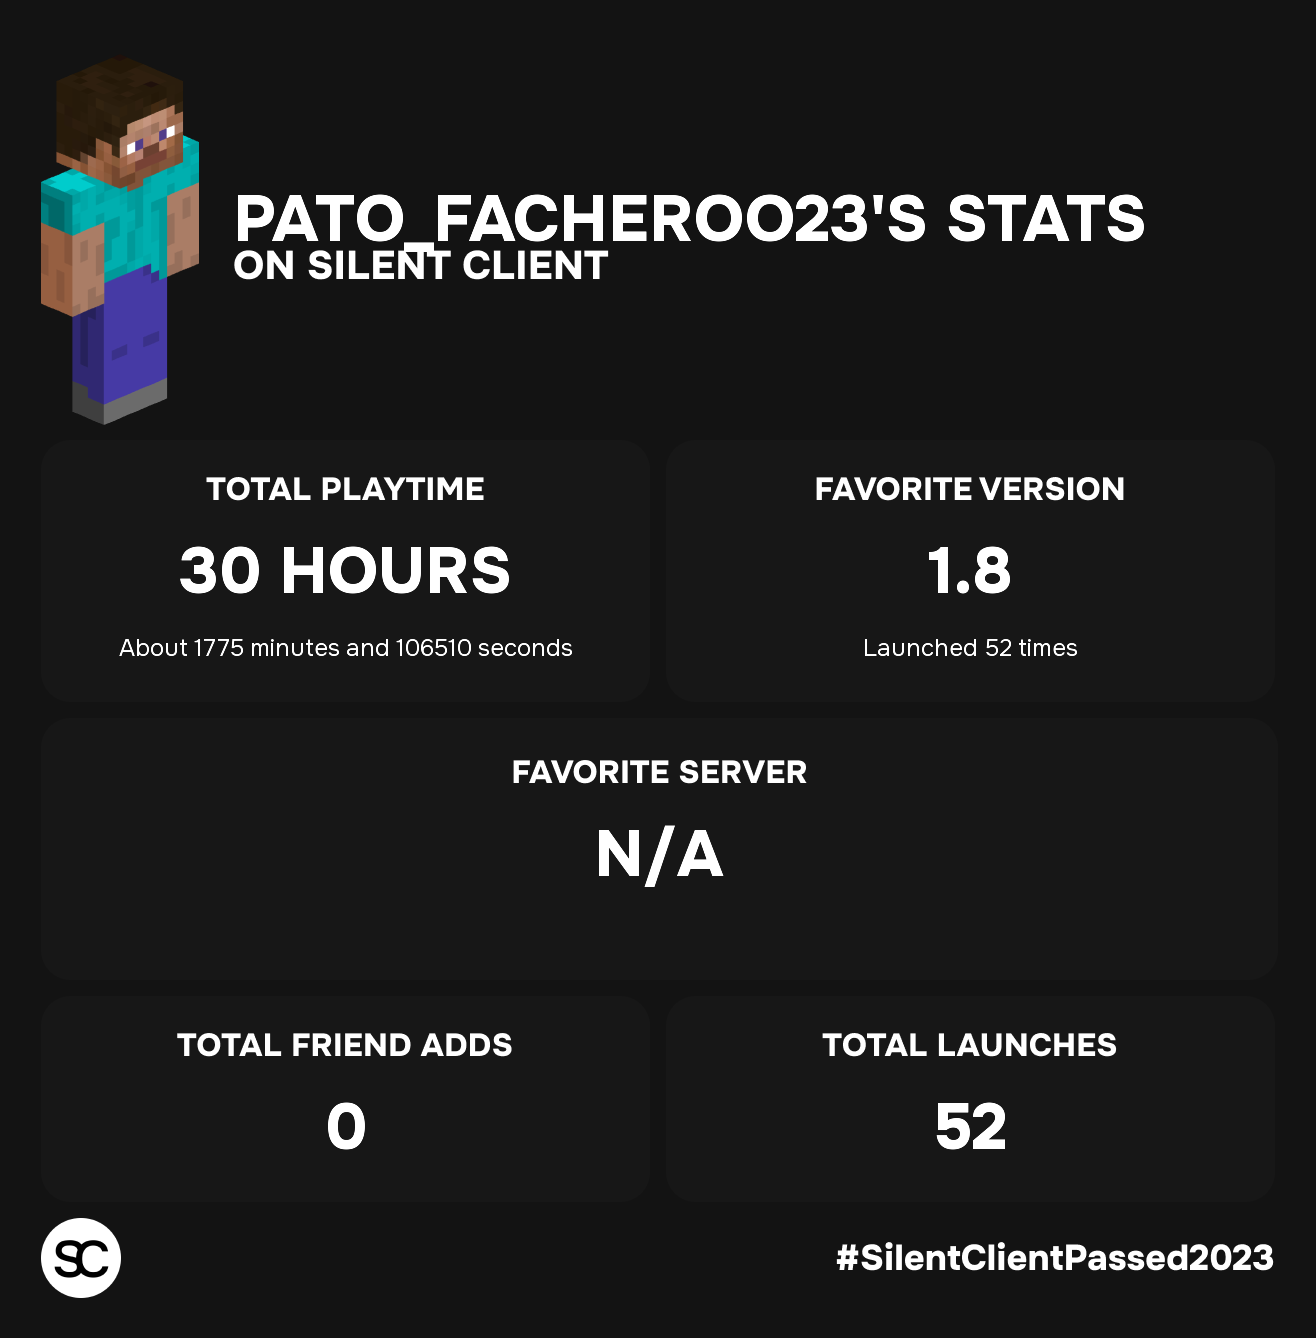 PATO_FACHEROO23'S STATS
ON SILENT CLIENT
TOTAL PLAYTIME
30 HOURS
About 1775 minutes and 106510 seconds
FAVORITE VERSION
1.8
Launched 52 times
FAVORITE SERVER
N/A
TOTAL FRIEND ADDS
0
TOTAL LAUNCHES
52
SC
#SilentClientPassed2023